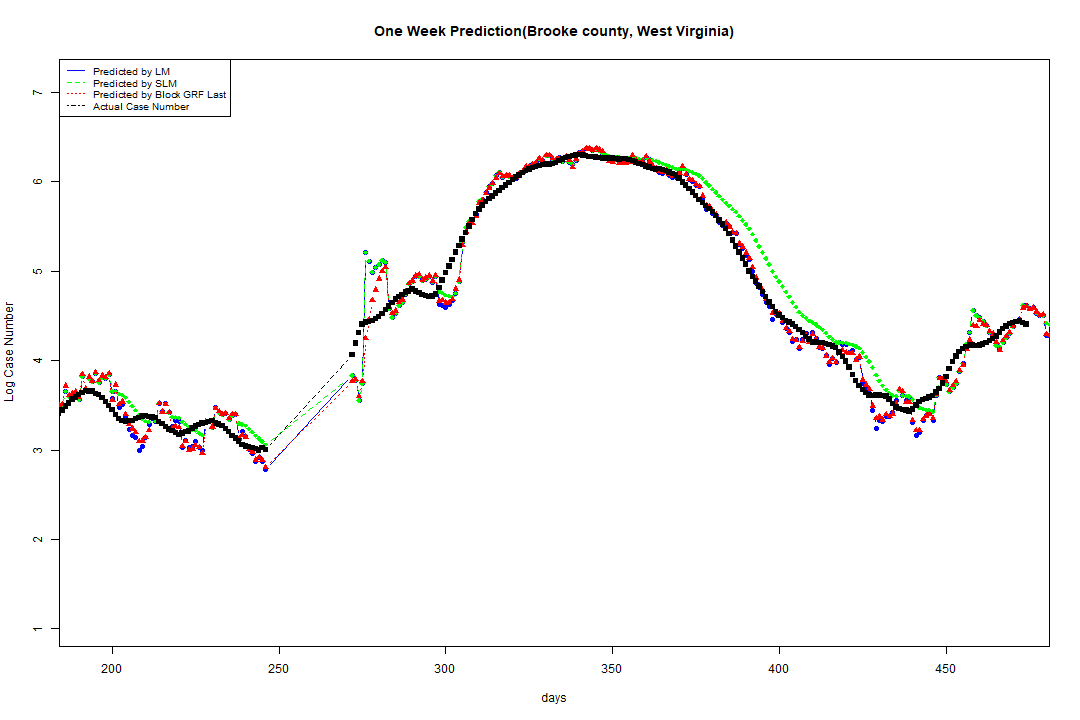 One Week Prediction(Brooke county, West Virginia)
Predicted by LM
Predicted by SLM
Predicted by Block GRF Last
Actual Case Number
Log Case Number
7
6
5
4
3
2
1
200 250 300 350 400 450
days